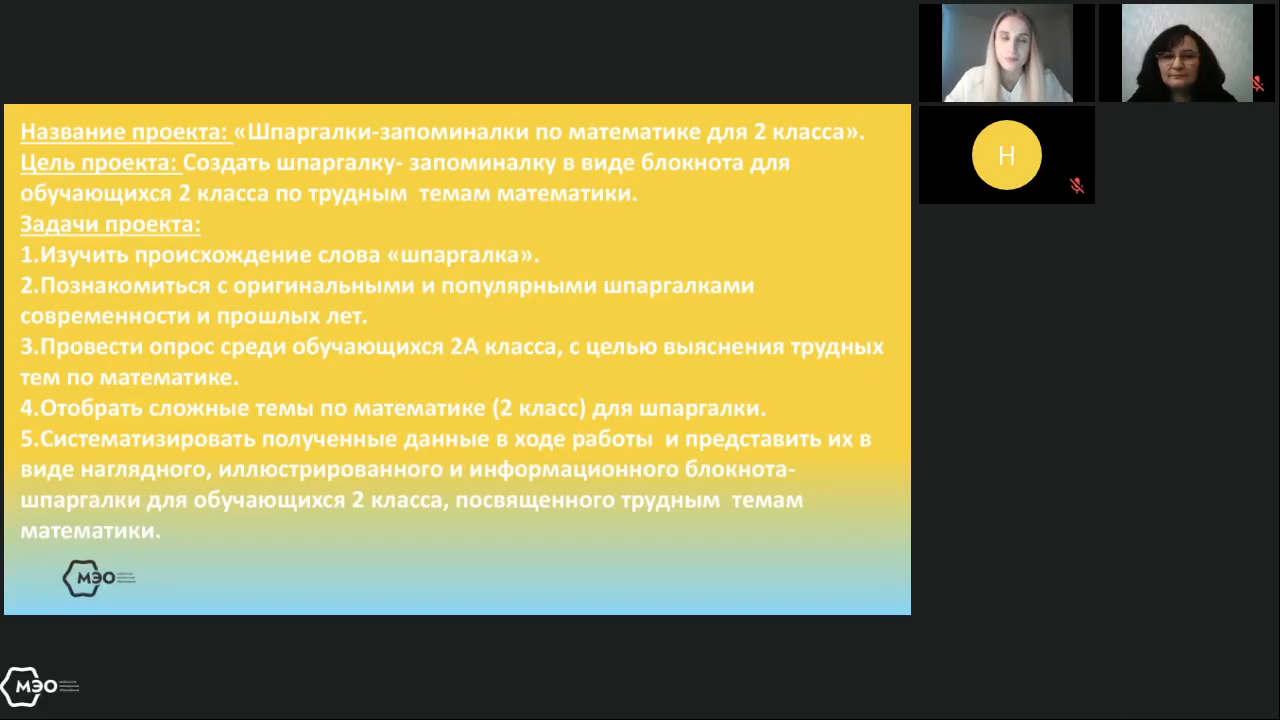 Название проекта: «Шпаргалки-запоминалки по математике для 2 класса».
Цель проекта: Создать шпаргалку- запоминалку в виде блокнота для
обучающихся 2 класса по трудным  темам математики.
Задачи проекта:
1.Изучить происхождение слова «шпаргалка».
2.Познакомиться с оригинальными и популярными шпаргалками
современности и прошлых лет.
3.Провести опрос среди обучающихся 2А класса, с целью выяснения трудных
тем по математике.
4.Отобрать сложные темы по математике (2 класс) для шпаргалки.
5.Систематизировать полученные данные в ходе работы  и представить их в
виде наглядного, иллюстрированного и информационного блокнота-
шпаргалки для обучающихся 2 класса, посвященного трудным  темам
математики.
МЭО
Н
МЭО